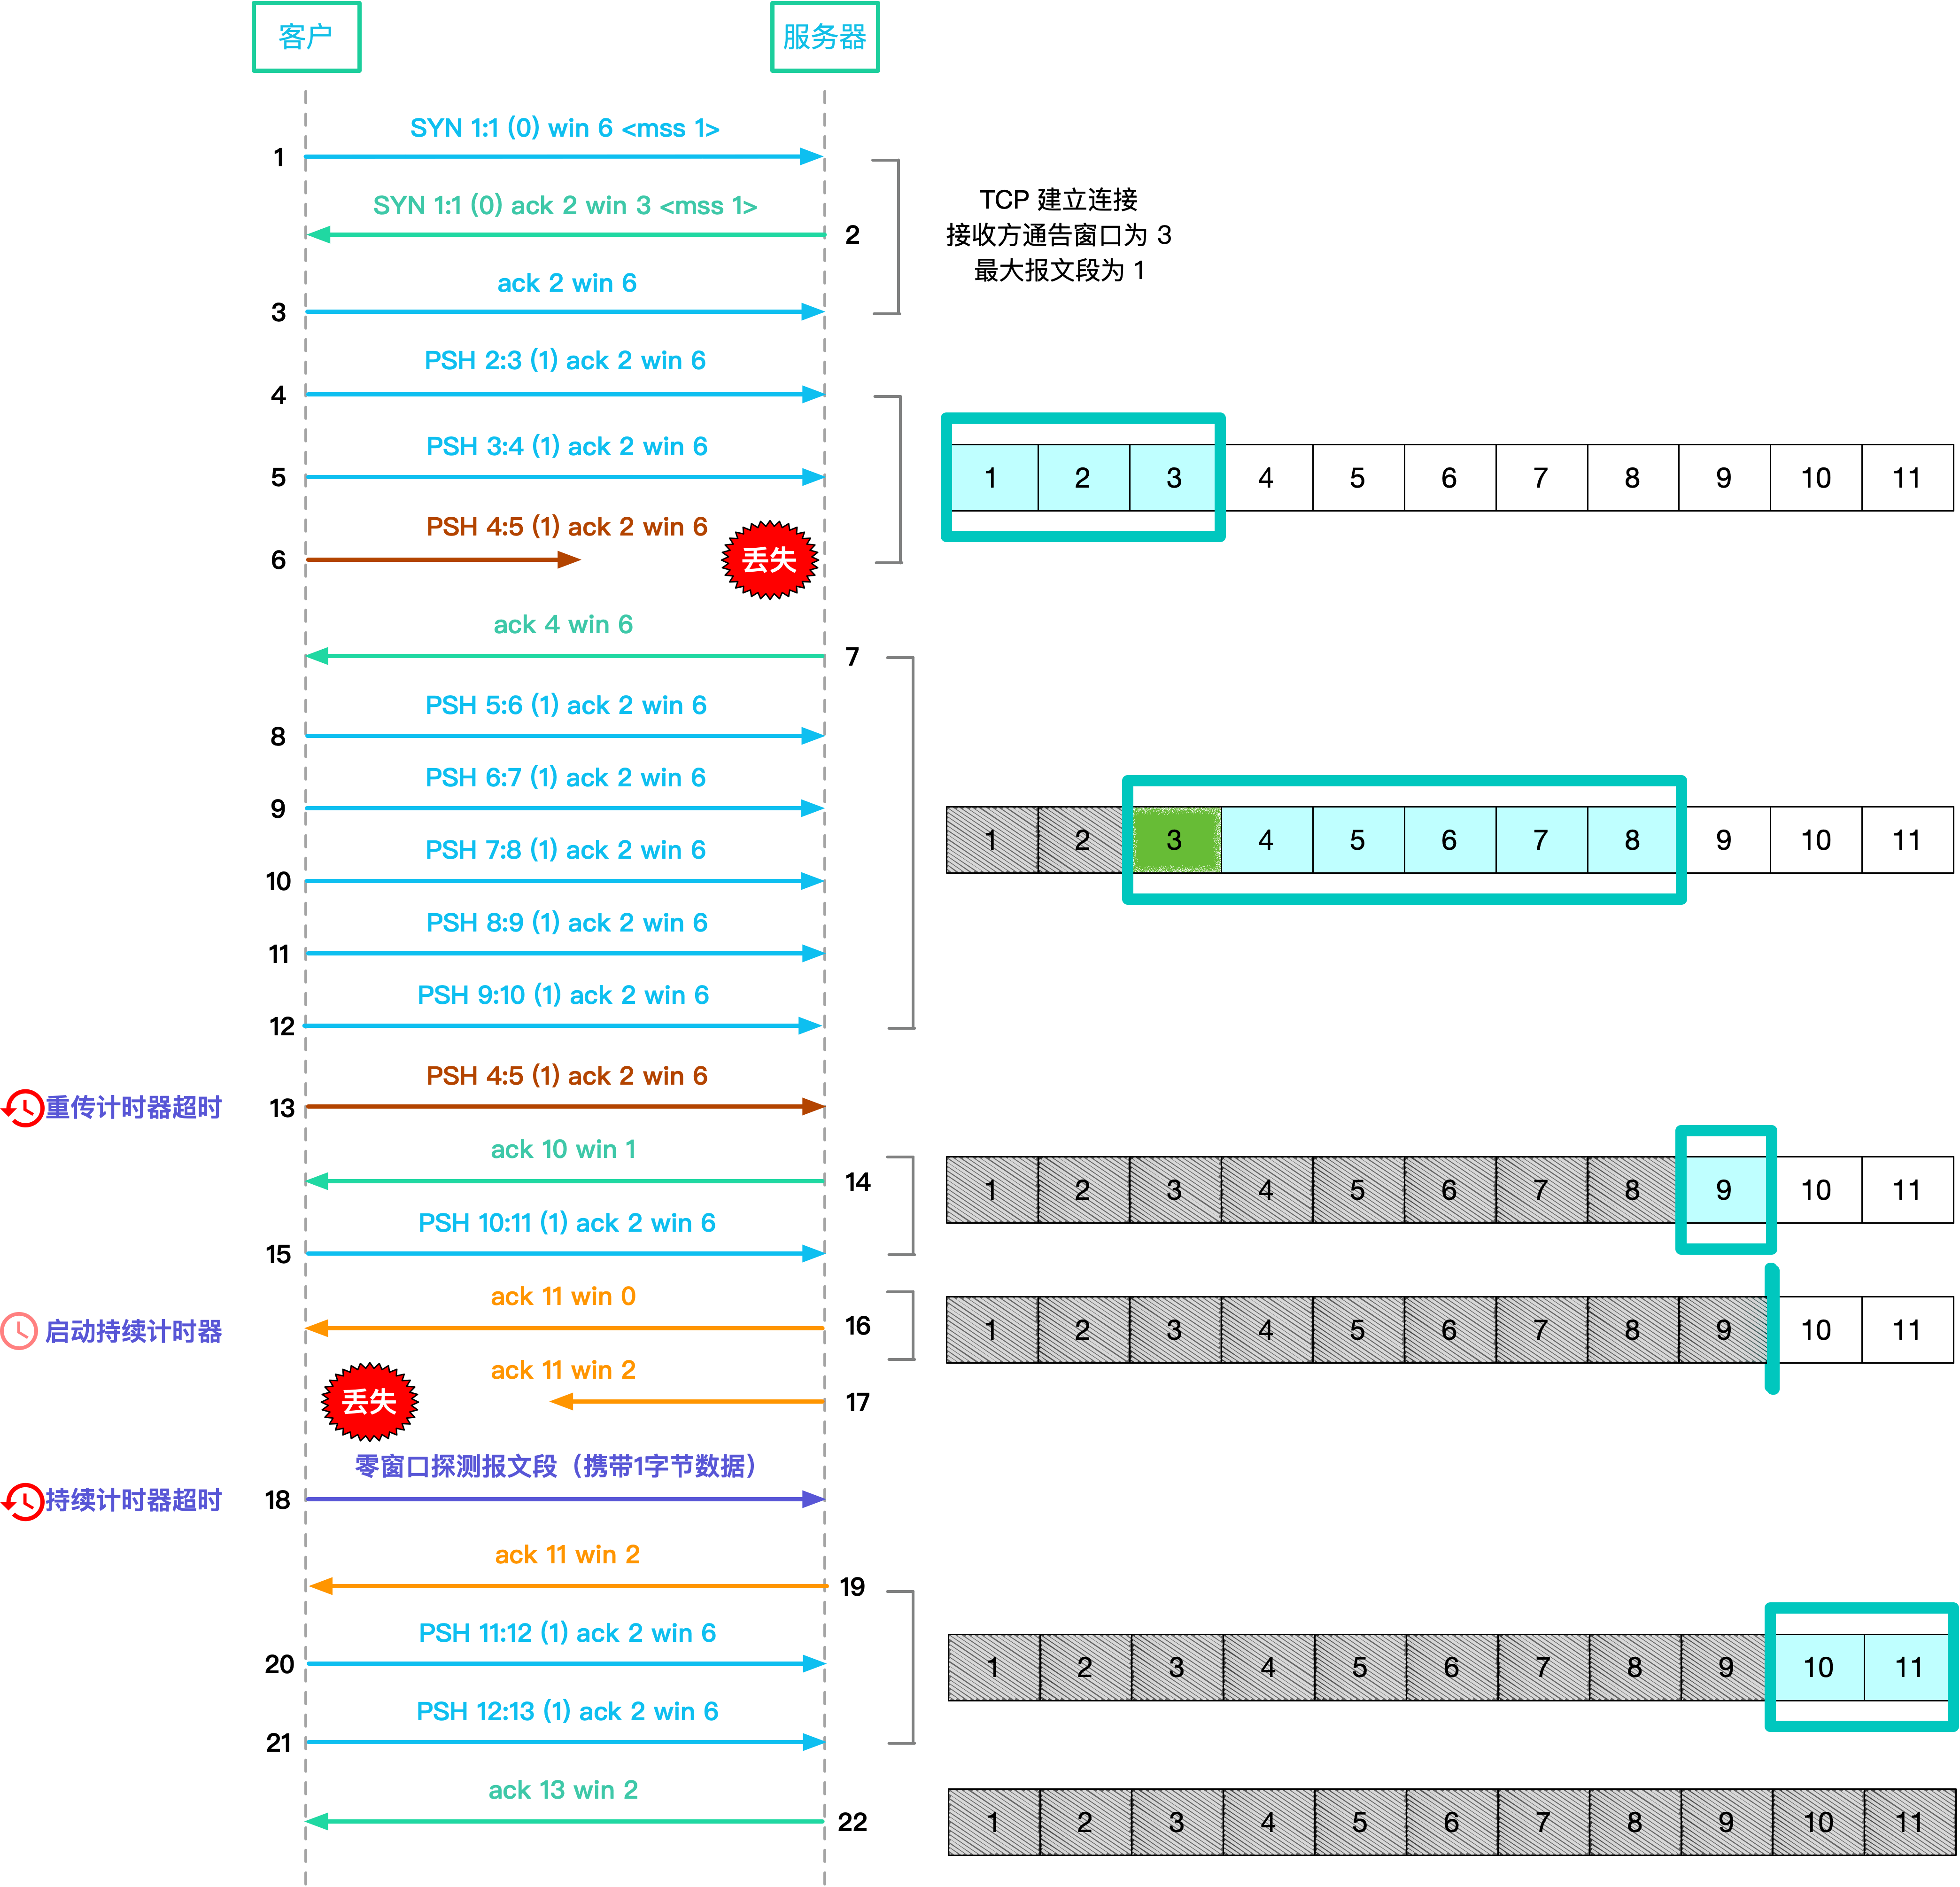 客户
服务器
SYN 1:1 (0) win 6 <mss 1>
1
SYN 1:1 (0) ack 2 win 3 <mss 1>
2
TCP 建立连接
接收方通告窗口为 3
最大报文段为 1
ack 2 win 6
3
PSH 2:3 (1) ack 2 win 6
4
PSH 3:4 (1) ack 2 win 6
5
1 2 3 4 5 6 7 8 9 10 11
PSH 4:5 (1) ack 2 win 6
6
丢失
ack 4 win 6
7
PSH 5:6 (1) ack 2 win 6
8
PSH 6:7 (1) ack 2 win 6
9
1 2 3 4 5 6 7 8 9 10 11
PSH 7:8 (1) ack 2 win 6
10
PSH 8:9 (1) ack 2 win 6
11
PSH 9:10 (1) ack 2 win 6
12
PSH 4:5 (1) ack 2 win 6
重传计时器超时
13
ack 10 win 1
14
1 2 3 4 5 6 7 8 9 10 11
PSH 10:11 (1) ack 2 win 6
15
ack 11 win 0
启动持续计时器
16
1 2 3 4 5 6 7 8 9 10 11
ack 11 win 2
丢失
17
零窗口探测报文段（携带1字节数据）
持续计时器超时
18
ack 11 win 2
19
PSH 11:12 (1) ack 2 win 6
20
1 2 3 4 5 6 7 8 9 10 11
PSH 12:13 (1) ack 2 win 6
21
ack 13 win 2
22
1 2 3 4 5 6 7 8 9 10 11